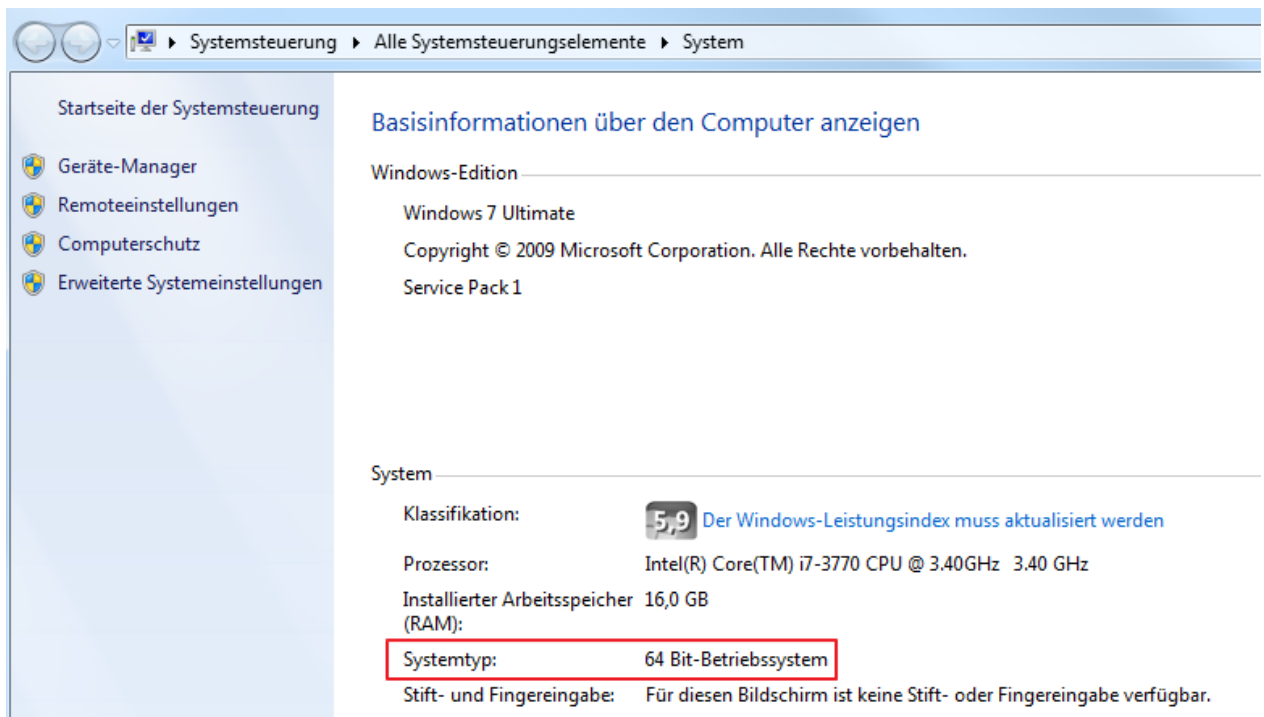 Systemsteuerung ▸ Alle Systemsteuerungselemente ▸ System
Startseite der Systemsteuerung
Geräte-Manager
Remoteeinstellungen
Computerschutz
Erweiterte Systemeinstellungen
Basisinformationen über den Computer anzeigen
Windows-Edition
Windows 7 Ultimate
Copyright © 2009 Microsoft Corporation. Alle Rechte vorbehalten.
Service Pack 1
System
Klassifikation: 5,9 Der Windows-Leistungsindex muss aktualisiert werden
Prozessor: Intel(R) Core(TM) i7-3770 CPU @ 3.40GHz 3.40 GHz
Installierter Arbeitsspeicher 16,0 GB
(RAM):
Systemtyp: 64 Bit-Betriebssystem
Stift- und Fingereingabe: Für diesen Bildschirm ist keine Stift- oder Fingereingabe verfügbar.